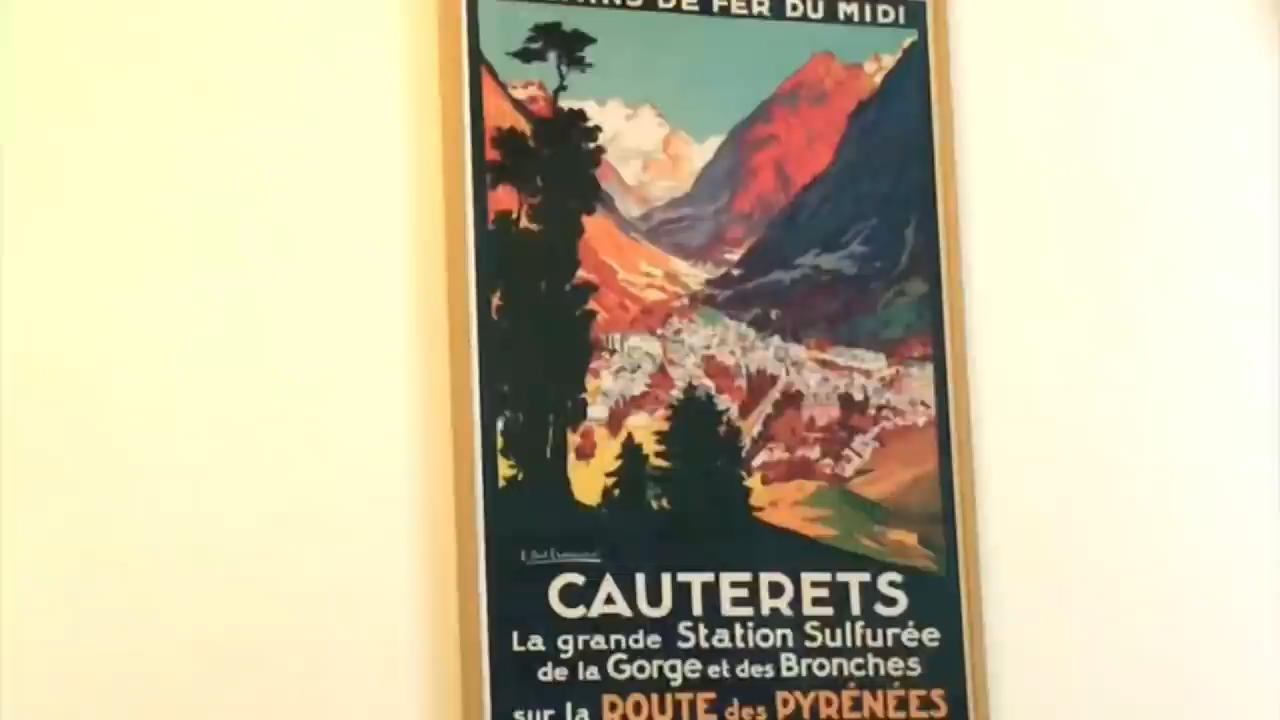 DE FER DU MIDI
CAUTERETS
La grande Station Sulfurée
de la Gorge et des Bronches
sur la ROUTE des PYRÉNÉES